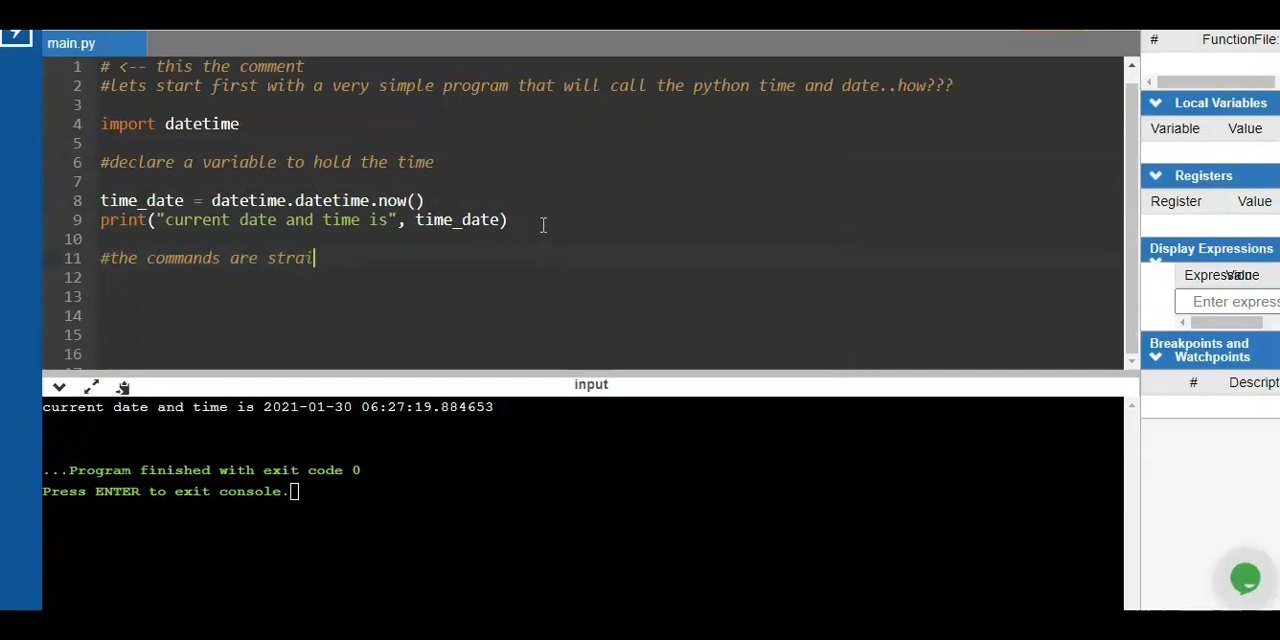 main.py
# FunctionFile:
1 # <-- this the comment
2 #lets start first with a very simple program that will call the python time and date..how???
3
4 import datetime
5
6 #declare a variable to hold the time
7
8 time_date = datetime.datetime.now()
9 print("current date and time is", time_date)
10
11 #the commands are strai
12
13
14
15
16
Local Variables
Variable Value
Registers
Register Value
Display Expressions
Expression Value
Enter express
Breakpoints and
Watchpoints
# Descript
input
current date and time is 2021-01-30 06:27:19.884653
...Program finished with exit code 0
Press ENTER to exit console.